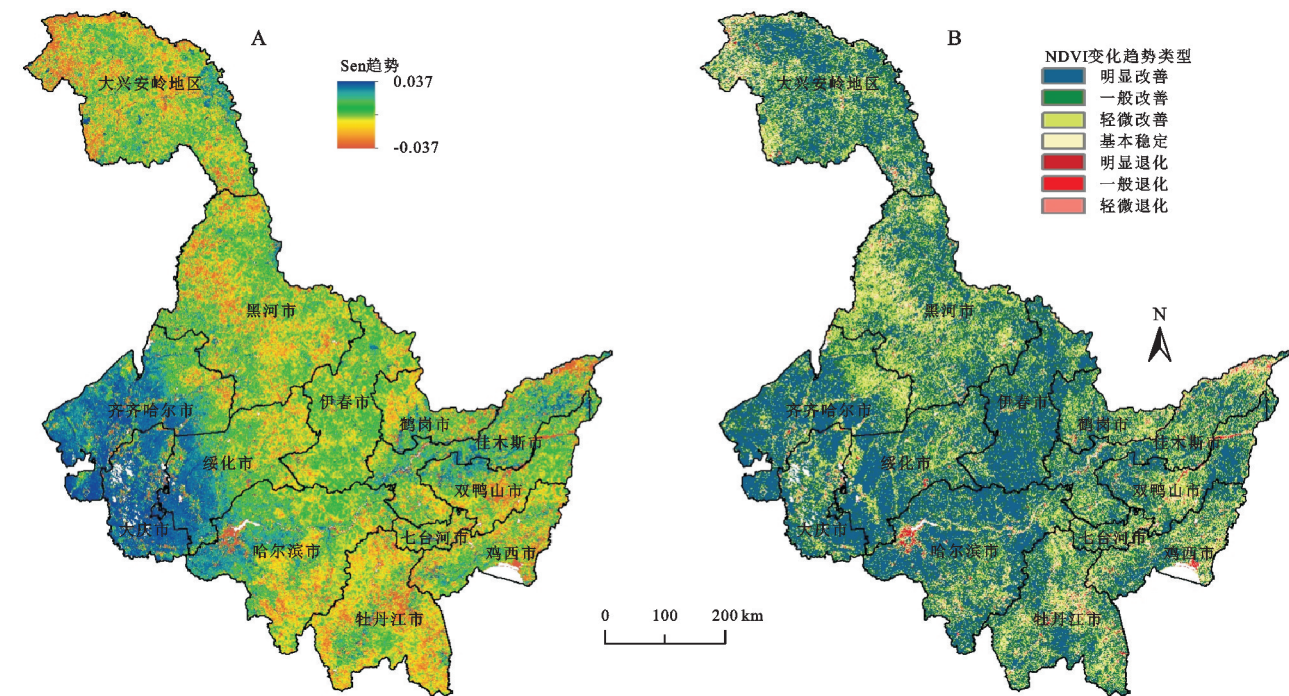 A
Sen趋势
0.037
-0.037
大兴安岭地区
黑河市
齐齐哈尔市
伊春市
鹤岗市
佳木斯市
绥化市
双鸭山市
大庆市
七台河市
哈尔滨市
鸡西市
牡丹江市
B
NDVI变化趋势类型
明显改善
一般改善
轻微改善
基本稳定
明显退化
一般退化
轻微退化
N
大兴安岭地区
黑河市
齐齐哈尔市
伊春市
鹤岗市
佳木斯市
绥化市
双鸭山市
大庆市
七台河市
哈尔滨市
鸡西市
牡丹江市
0 100 200 km